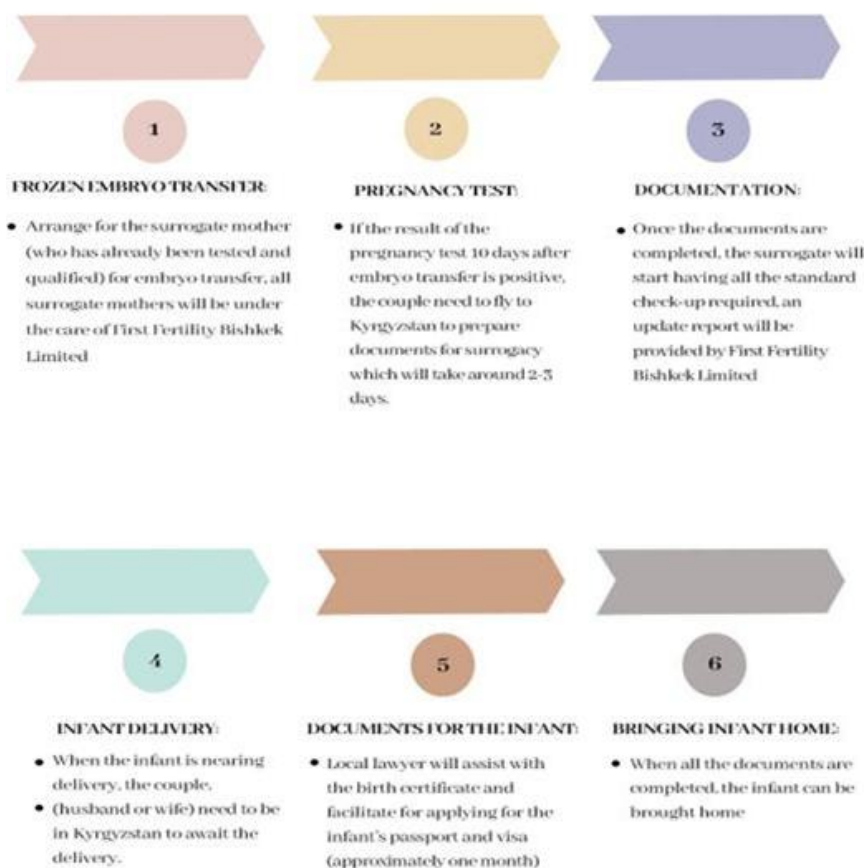 1
FROZEN EMBRYO TRANSFER:
• Arrange for the surrogate mother
(who has already been tested and
qualified) for embryo transfer, all
surrogate mothers will be under
the care of First Fertility Bishkek
Limited
2
PREGNANCY TEST:
• If the result of the
pregnancy test 10 days after
embryo transfer is positive,
the couple need to fly to
Kyrgyzstan to prepare
documents for surrogacy
which will take around 2-3
days.
3
DOCUMENTATION:
• Once the documents are
completed, the surrogate will
start having all the standard
check-up required, an
update report will be
provided by First Fertility
Bishkek Limited
4
INFANT DELIVERY:
• When the infant is nearing
delivery, the couple,
• (husband or wife) need to be
in Kyrgyzstan to await the
delivery.
5
DOCUMENTS FOR THE INFANT:
• Local lawyer will assist with
the birth certificate and
facilitate for applying for the
infant's passport and visa
(approximately one month)
6
BRINGING INFANT HOME:
• When all the documents are
completed, the infant can be
brought home